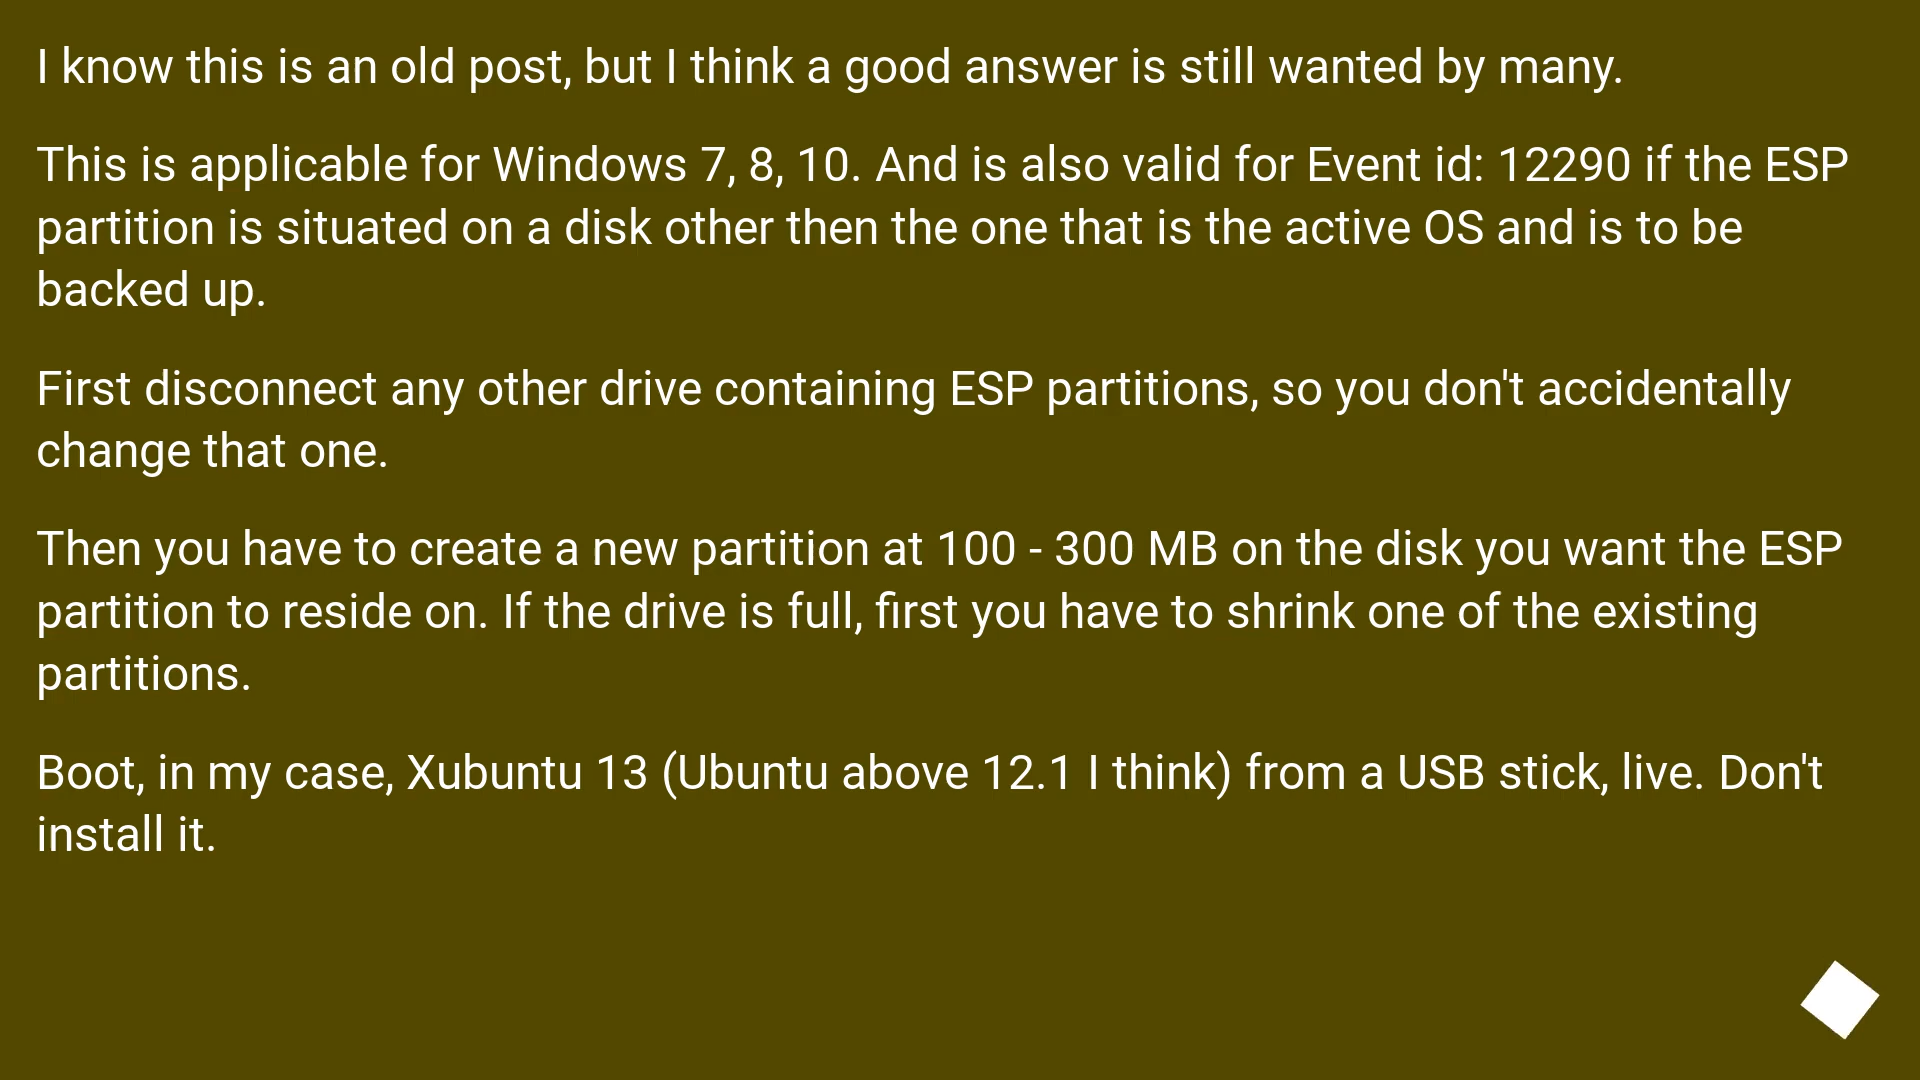 I know this is an old post, but I think a good answer is still wanted by many.
This is applicable for Windows 7, 8, 10. And is also valid for Event id: 12290 if the ESP
partition is situated on a disk other then the one that is the active OS and is to be
backed up.
First disconnect any other drive containing ESP partitions, so you don't accidentally
change that one.
Then you have to create a new partition at 100 - 300 MB on the disk you want the ESP
partition to reside on. If the drive is full, first you have to shrink one of the existing
partitions.
Boot, in my case, Xubuntu 13 (Ubuntu above 12.1 I think) from a USB stick, live. Don't
install it.